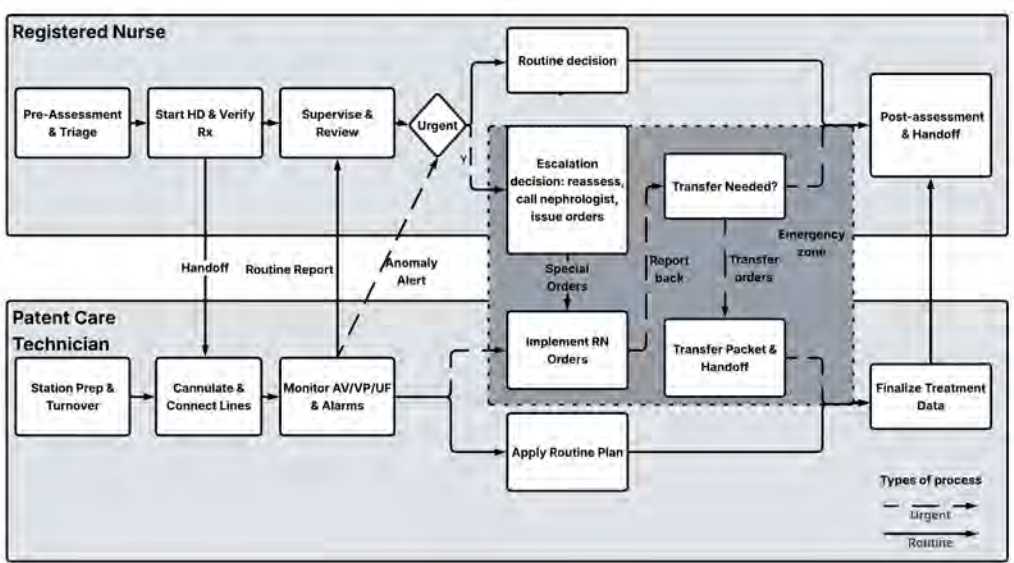 Registered Nurse
Routine decision
Pre-Assessment
& Triage
Start HD & Verify
Rx
Supervise &
Review
Urgent
Y
Post-assessment
& Handoff
Escalation
decision: reassess,
call nephrologist,
issue orders
Transfer Needed?
Emergency
zone
Handoff
Routine Report
Anomaly
Alert
Special
Orders
Report
back
Transfer
orders
Patent Care
Technician
Station Prep &
Turnover
Cannulate &
Connect Lines
Monitor AV/VP/UF
& Alarms
Implement RN
Orders
Transfer Packet &
Handoff
Finalize Treatment
Data
Apply Routine Plan
Types of process
Urgent
Routine